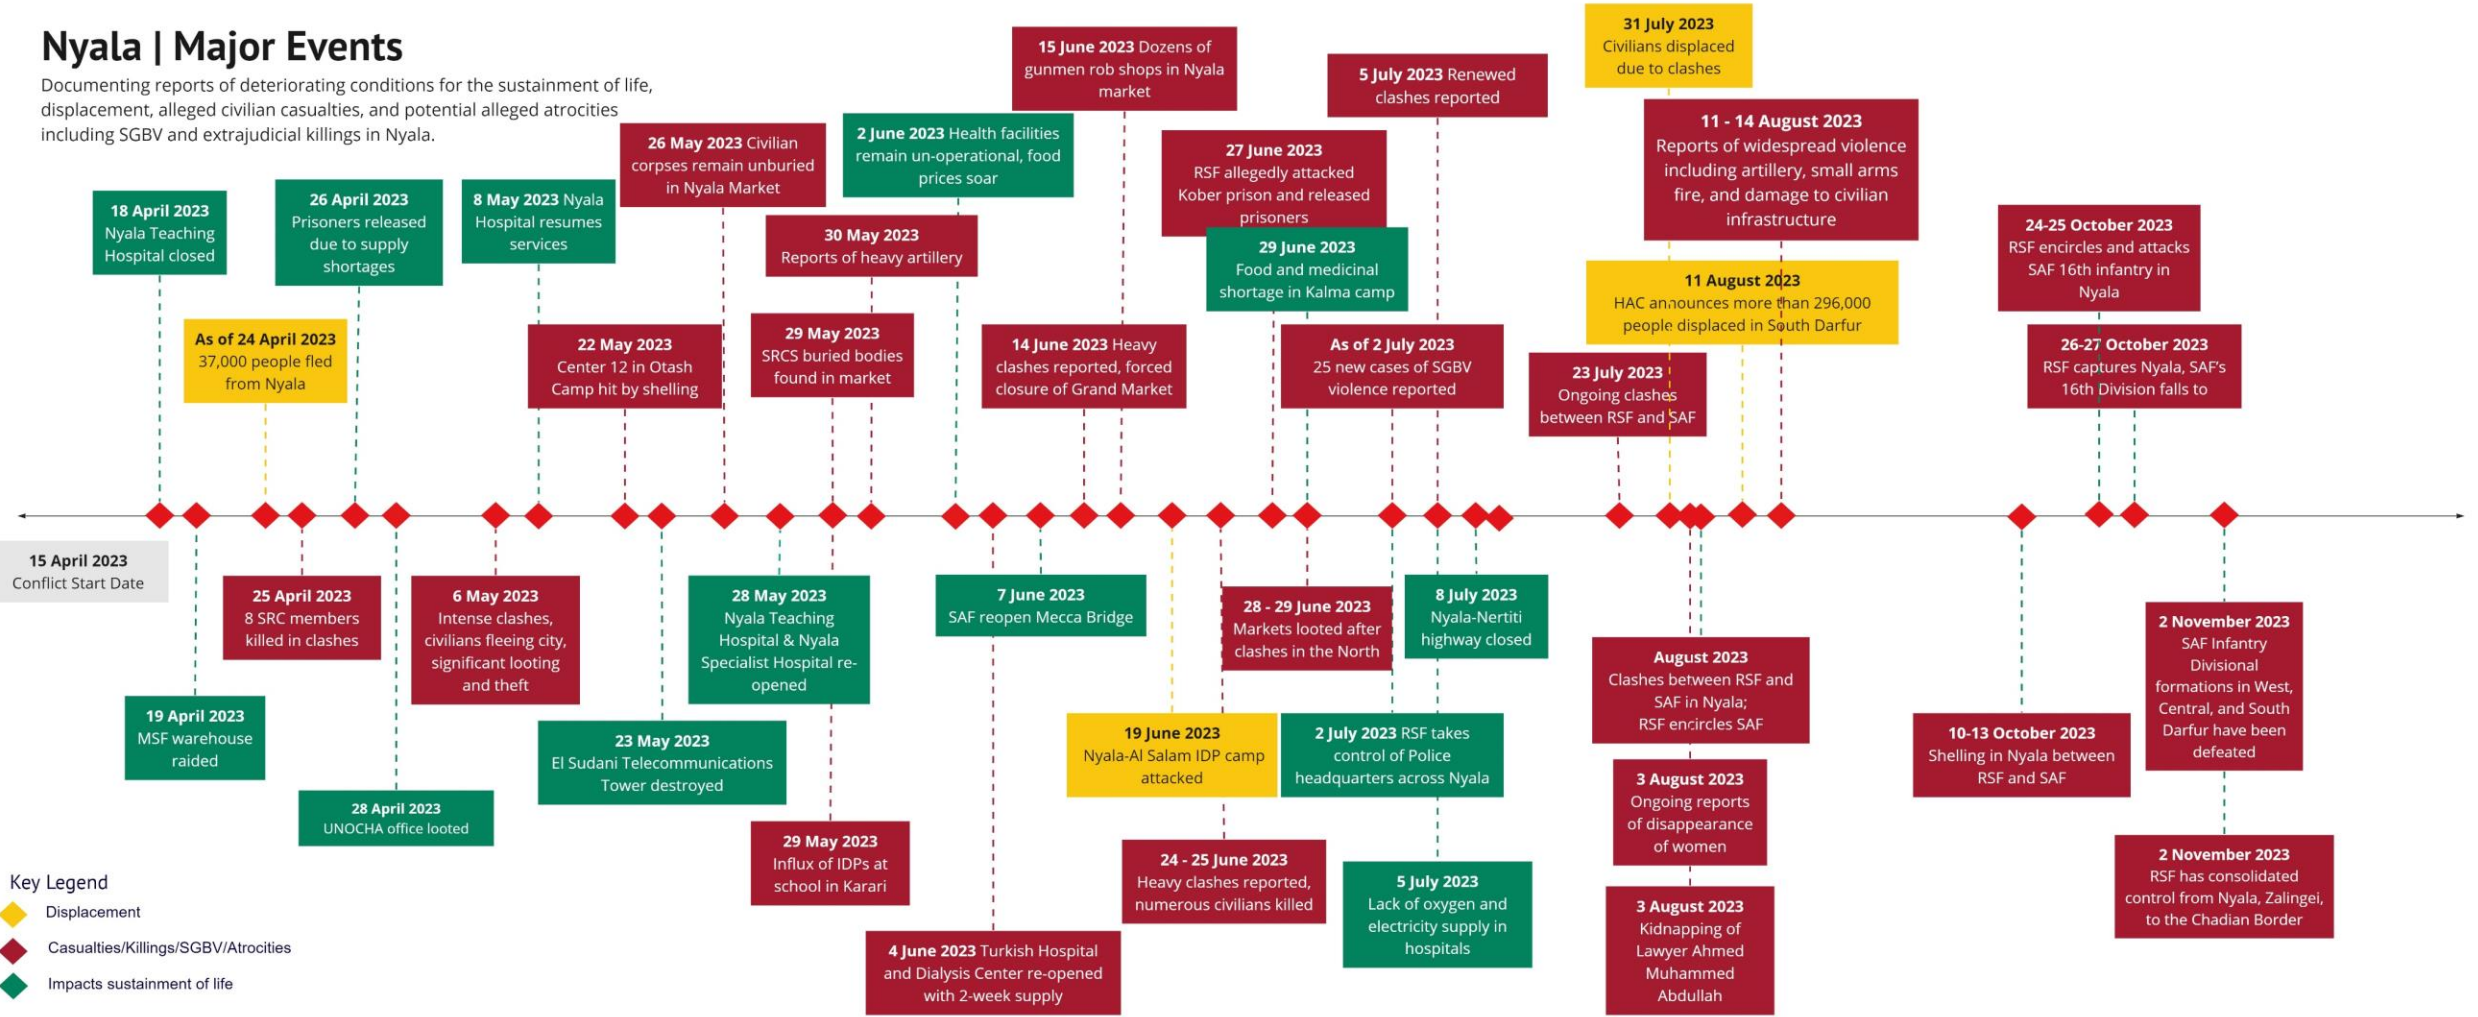 Nyala | Major Events
Documenting reports of deteriorating conditions for the sustainment of life,
displacement, alleged civilian casualties, and potential alleged atrocities
including SGBV and extrajudicial killings in Nyala.
15 April 2023
Conflict Start Date
18 April 2023
Nyala Teaching
Hospital closed
19 April 2023
MSF warehouse
raided
As of 24 April 2023
37,000 people fled
from Nyala
25 April 2023
8 SRC members
killed in clashes
26 April 2023
Prisoners released
due to supply
shortages
28 April 2023
UNOCHA office looted
6 May 2023
Intense clashes,
civilians fleeing city,
significant looting
and theft
8 May 2023 Nyala
Hospital resumes
services
22 May 2023
Center 12 in Otash
Camp hit by shelling
23 May 2023
El Sudani Telecommunications
Tower destroyed
26 May 2023 Civilian
corpses remain unburied
in Nyala Market
28 May 2023
Nyala Teaching
Hospital & Nyala
Specialist Hospital re-
opened
29 May 2023
SRCS buried bodies
found in market
29 May 2023
Influx of IDPs at
school in Karari
30 May 2023
Reports of heavy artillery
2 June 2023 Health facilities
remain un-operational, food
prices soar
4 June 2023 Turkish Hospital
and Dialysis Center re-opened
with 2-week supply
7 June 2023
SAF reopen Mecca Bridge
14 June 2023 Heavy
clashes reported, forced
closure of Grand Market
15 June 2023 Dozens of
gunmen rob shops in Nyala
market
19 June 2023
Nyala-Al Salam IDP camp
attacked
24 - 25 June 2023
Heavy clashes reported,
numerous civilians killed
27 June 2023
RSF allegedly attacked
Kober prison and released
prisoners
29 June 2023
Food and medicinal
shortage in Kalma camp
28 - 29 June 2023
Markets looted after
clashes in the North
As of 2 July 2023
25 new cases of SGBV
violence reported
2 July 2023 RSF takes
control of Police
headquarters across Nyala
5 July 2023 Renewed
clashes reported
5 July 2023
Lack of oxygen and
electricity supply in
hospitals
8 July 2023
Nyala-Nertiti
highway closed
23 July 2023
Ongoing clashes
between RSF and SAF
31 July 2023
Civilians displaced
due to clashes
August 2023
Clashes between RSF and
SAF in Nyala;
RSF encircles SAF
3 August 2023
Ongoing reports
of disappearance
of women
3 August 2023
Kidnapping of
Lawyer Ahmed
Muhammed
Abdullah
11 August 2023
HAC announces more than 296,000
people displaced in South Darfur
11 - 14 August 2023
Reports of widespread violence
including artillery, small arms
fire, and damage to civilian
infrastructure
10-13 October 2023
Shelling in Nyala between
RSF and SAF
24-25 October 2023
RSF encircles and attacks
SAF 16th infantry in
Nyala
26-27 October 2023
RSF captures Nyala, SAF's
16th Division falls to
2 November 2023
SAF Infantry
Divisional
formations in West,
Central, and South
Darfur have been
defeated
2 November 2023
RSF has consolidated
control from Nyala, Zalingei,
to the Chadian Border
Key Legend
Displacement
Casualties/Killings/SGBV/Atrocities
Impacts sustainment of life